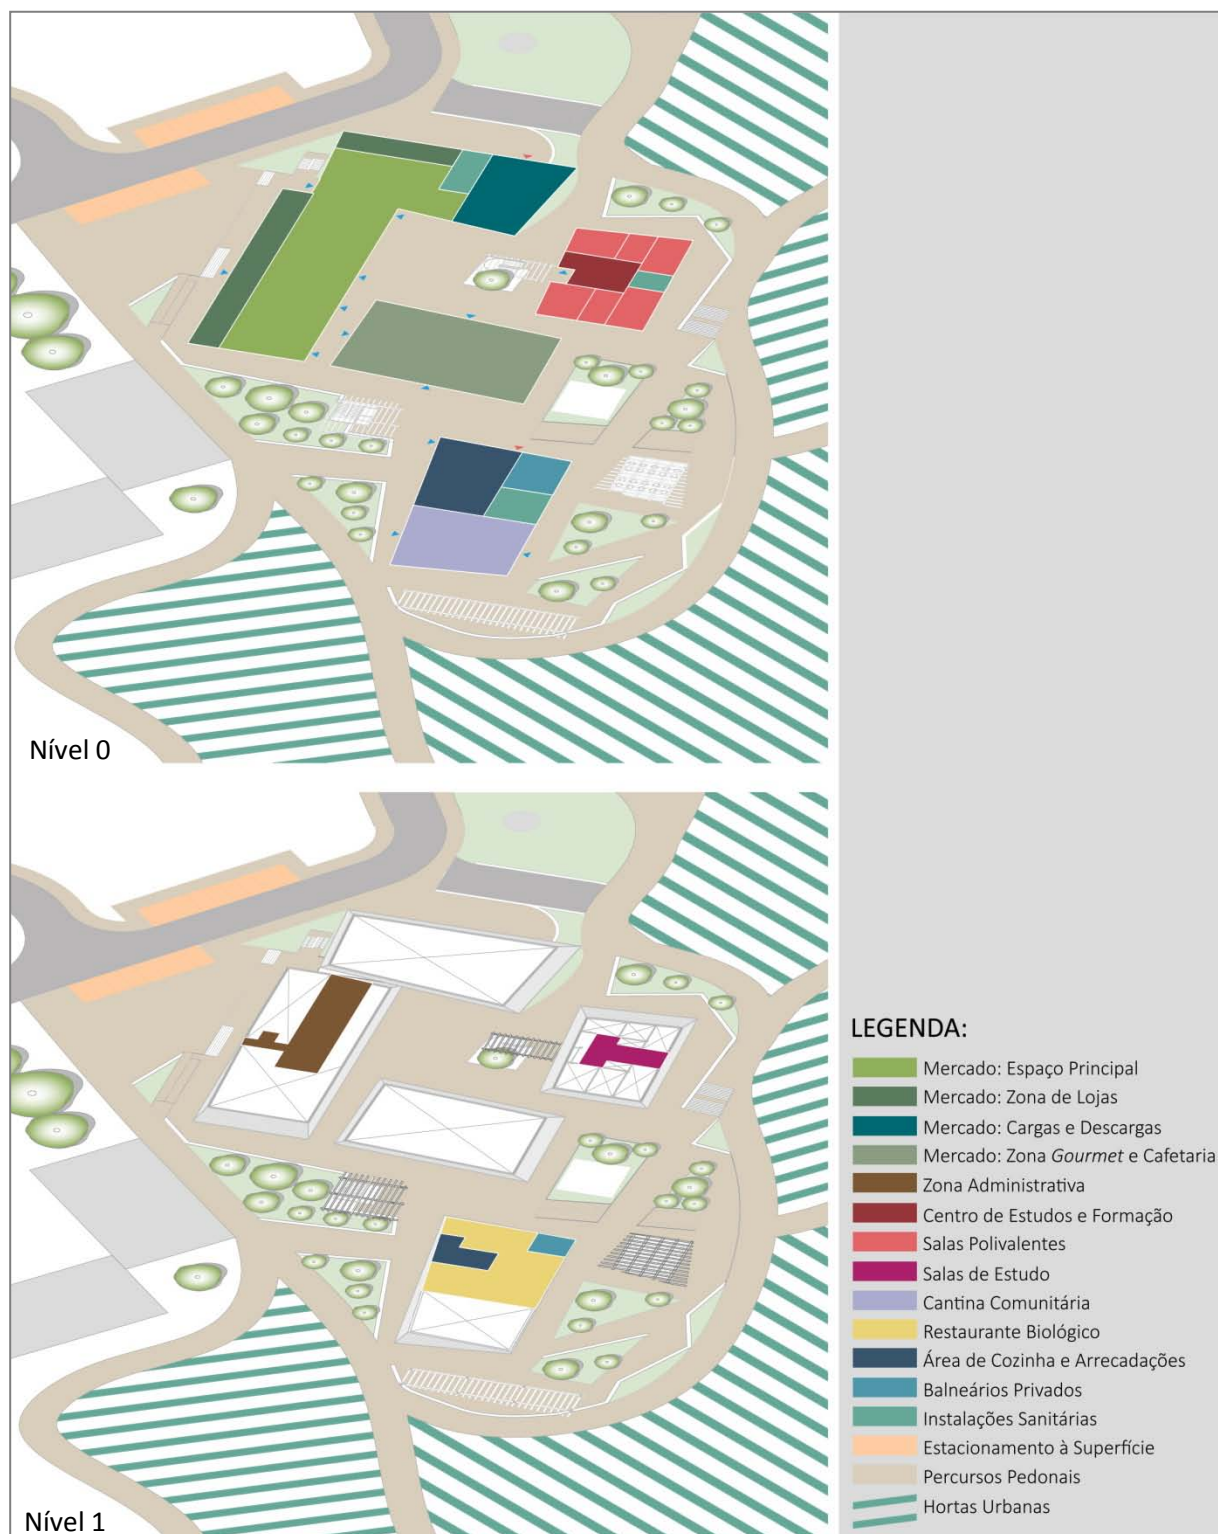 Nível 0
LEGENDA:
Mercado: Espaço Principal
Mercado: Zona de Lojas
Mercado: Cargas e Descargas
Mercado: Zona Gourmet e Cafetaria
Zona Administrativa
Centro de Estudos e Formação
Salas Polivalentes
Salas de Estudo
Cantina Comunitária
Restaurante Biológico
Área de Cozinha e Arrecadações
Balneários Privados
Instalações Sanitárias
Estacionamento à Superfície
Percursos Pedonais
Hortas Urbanas
Nível 1